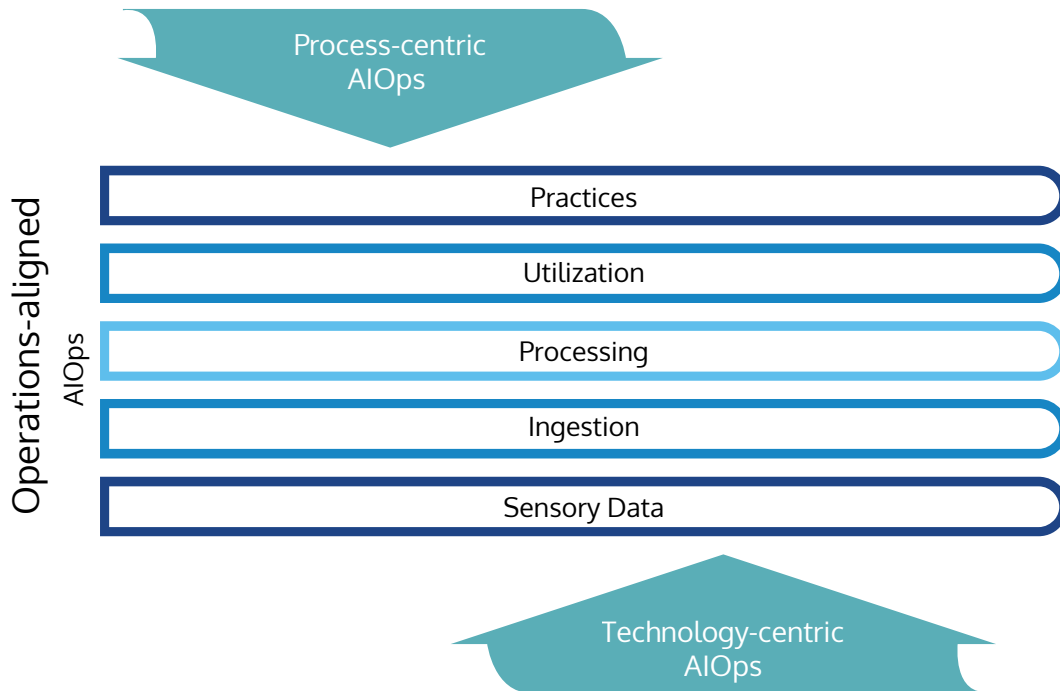 Process-centric
AIOps
Operations-aligned
AIOps
Practices
Utilization
Processing
Ingestion
Sensory Data
Technology-centric
AIOps